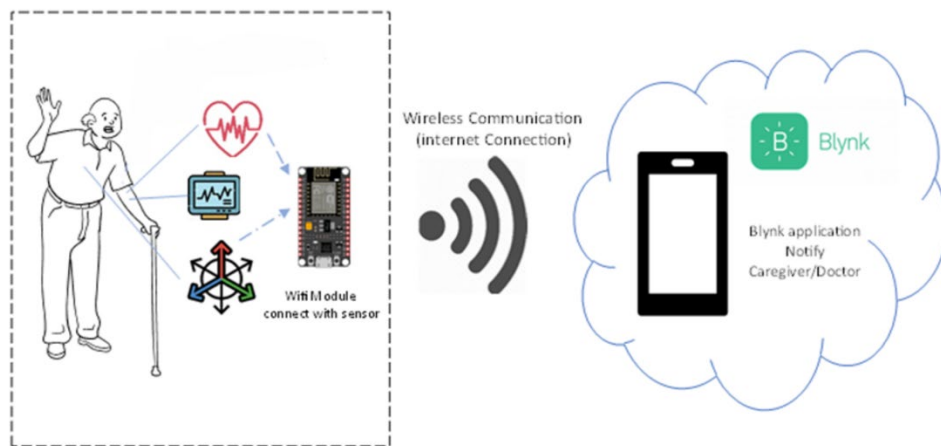 Wireless Communication
(internet Connection)
B
Blynk
Wifi Module
connect with sensor
Blynk application
Notify
Caregiver/Doctor